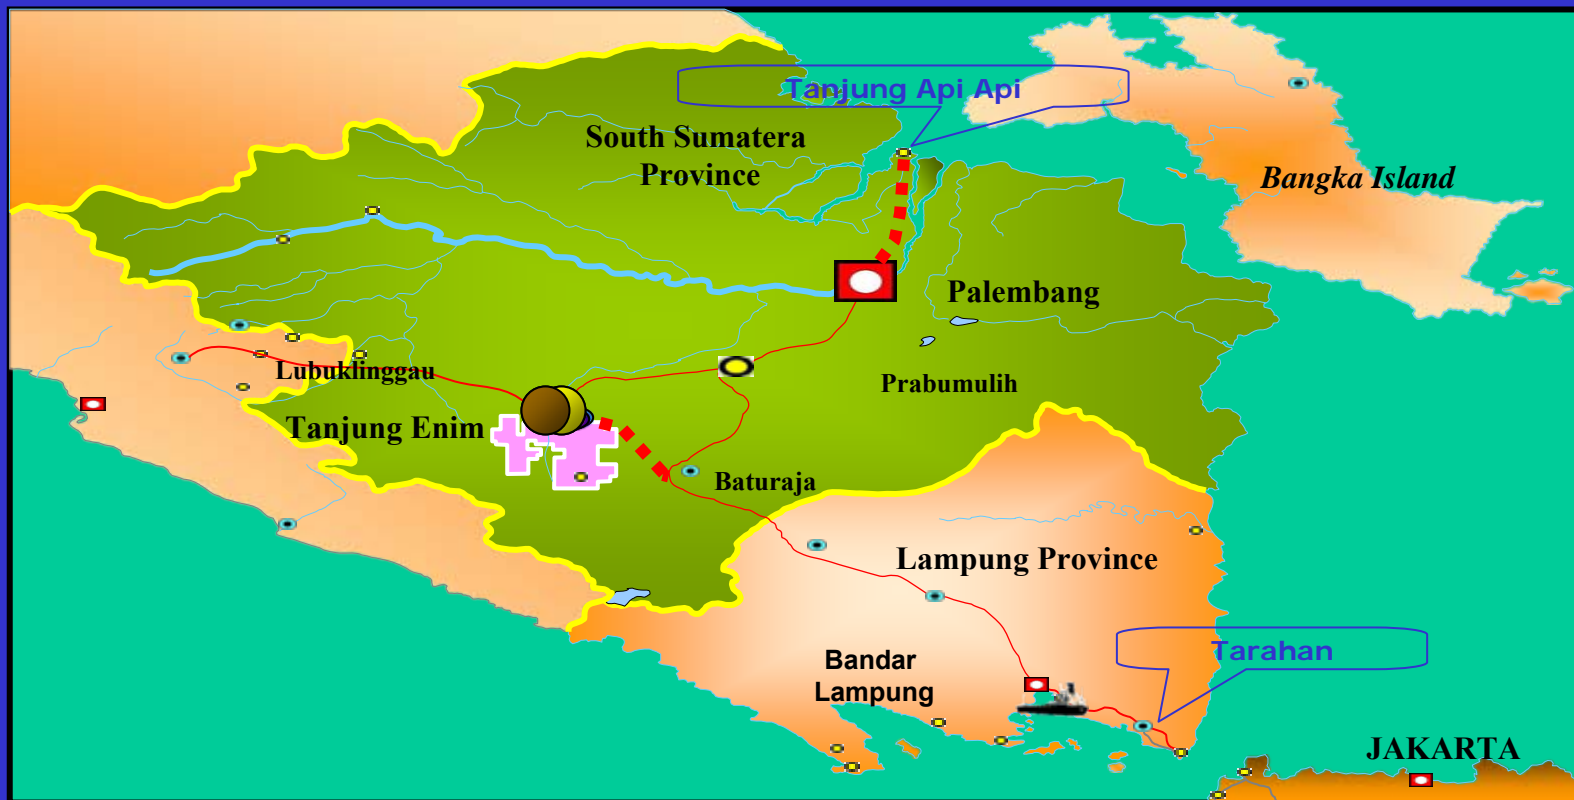 Tanjung Api Api
South Sumatera
Province
Bangka Island
Palembang
Lubuklinggau
Prabumulih
Tanjung Enim
Baturaja
Lampung Province
Tarahan
Bandar
Lampung
JAKARTA